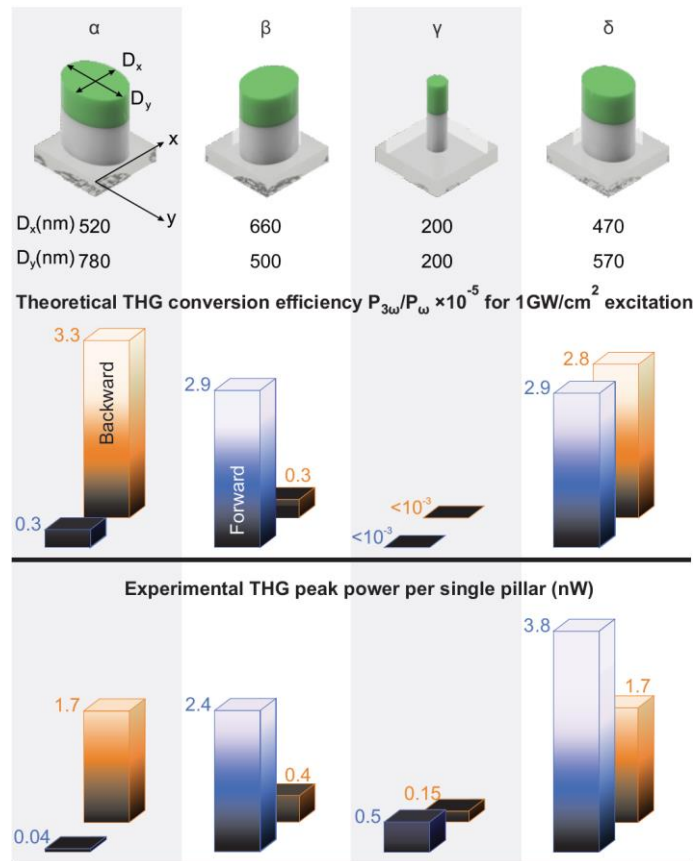 α β γ δ
Dx
Dy
x
y
Dx(nm) 520 660 200 470
Dy(nm) 780 500 200 570
Theoretical THG conversion efficiency P3ω/Pω ×10^-5 for 1GW/cm^2 excitation
3.3
2.8
2.9
2.9
Backward
Forward
0.3
0.3
<10^-3
<10^-3
Experimental THG peak power per single pillar (nW)
3.8
1.7
2.4
1.7
0.4
0.15
0.5
0.04